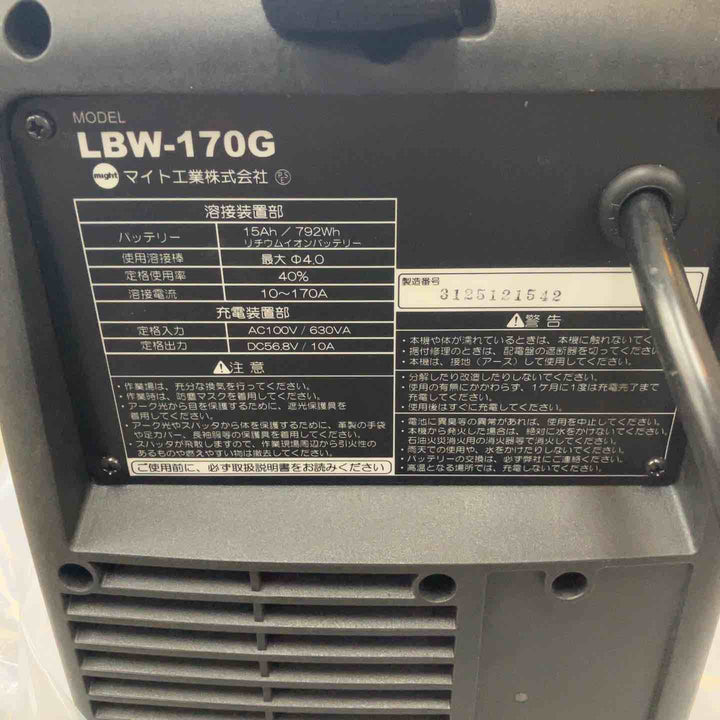 MODEL
LBW-170G
might マイト工業株式会社
溶接装置部
バッテリー 15Ah / 792Wh
リチウムイオンバッテリー
使用溶接棒 最大 Φ4.0
定格使用率 40%
溶接電流 10～170A
充電装置部
定格入力 AC100V / 630VA
定格出力 DC56.8V / 10A
⚠注 意
・作業場は、充分な換気を行ってください。
・作業時は、防塵マスクを着用してください。
・アーク光から目を保護するために、遮光保護具を
着用してください。
・アーク光やスパッタから体を保護するために、革製の手袋
や足カバー、長袖服等の保護具を着用してください。
・スパッタが飛散しますので、作業現場周辺から引火性の
あるものや燃えやすい物は撤去してください。
ご使用前に、必ず取扱説明書をお読みください
製造番号
3125121542
⚠警 告
・本機や体が濡れているときは、本機に触れないでく
・据付修理のときは、配電盤の遮断器を切ってくださ
・本機は、接地（アース）して使用してください。
・分解したり改造したりしないでください。
・使用の有無にかかわらず、1ケ月に1度は充電完了まで
充電してください。
・使用後はすぐに充電してください。
・電池に異臭等の異常があれば、使用を中止してください。
・本機から発火した場合は、絶対に水をかけないでください。
石油火災消火用の消火器等で消火してください。
・雨天での使用や、水をかけたりしないでください。
・バッテリーの交換は、必ず弊社にご連絡ください。
・高温となる場所では、充電しないでください。